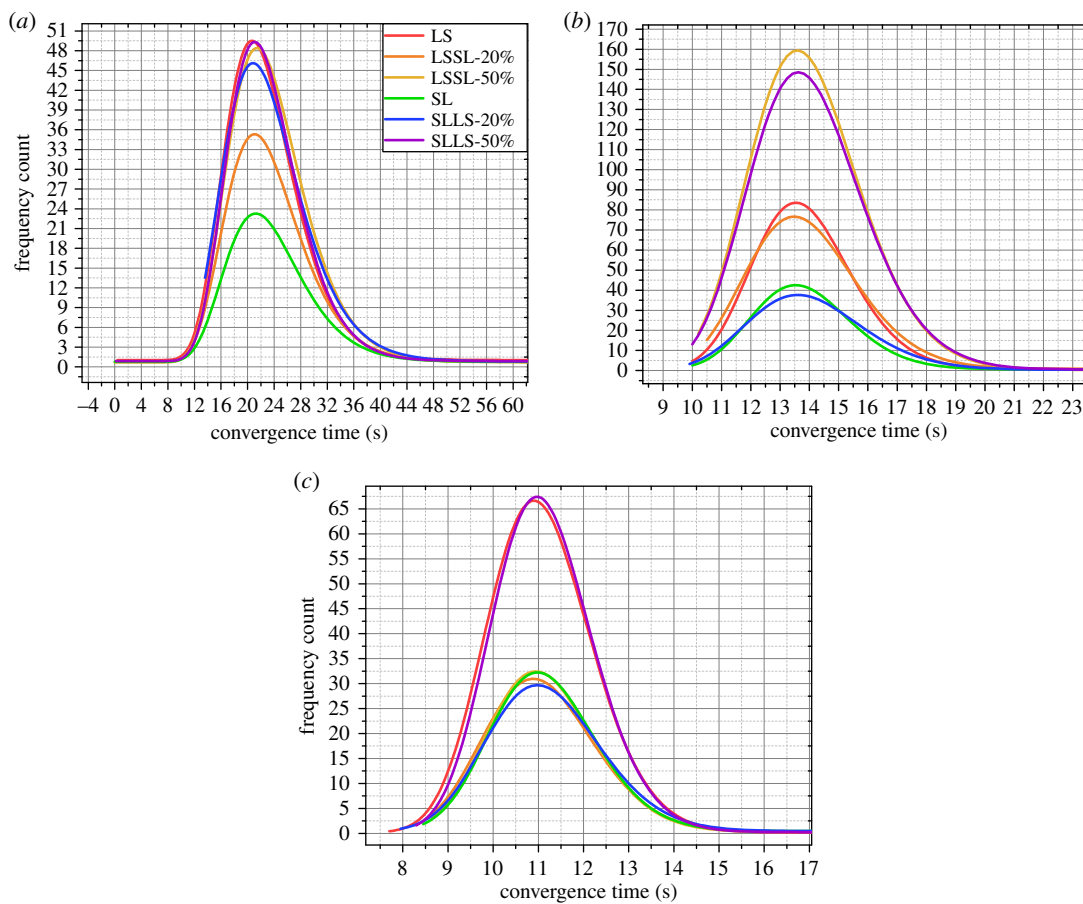 (a)
51
48
45
42
39
36
33
30
27
24
21
18
15
12
9
6
3
0
frequency count
–4 0 4 8 12 16 20 24 28 32 36 40 44 48 52 56 60
convergence time (s)
LS
LSSL-20%
LSSL-50%
SL
SLLS-20%
SLLS-50%
(b)
170
160
150
140
130
120
110
100
90
80
70
60
50
40
30
20
10
0
9 10 11 12 13 14 15 16 17 18 19 20 21 22 23
convergence time (s)
(c)
65
60
55
50
45
40
35
30
25
20
15
10
5
0
frequency count
8 9 10 11 12 13 14 15 16 17
convergence time (s)